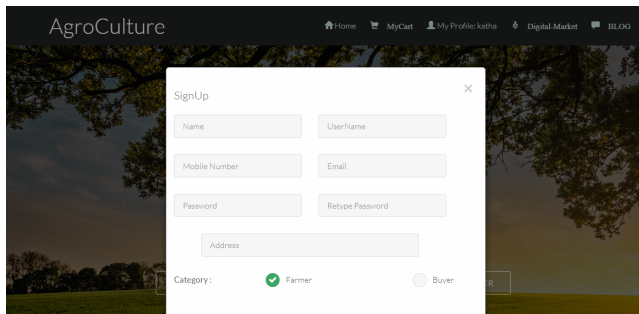 AgroCulture
Home MyCart My Profile: katha Digital-Market BLOG
SignUp
Name UserName
Mobile Number Email
Password Retype Password
Address
Category : Farmer Buyer
R